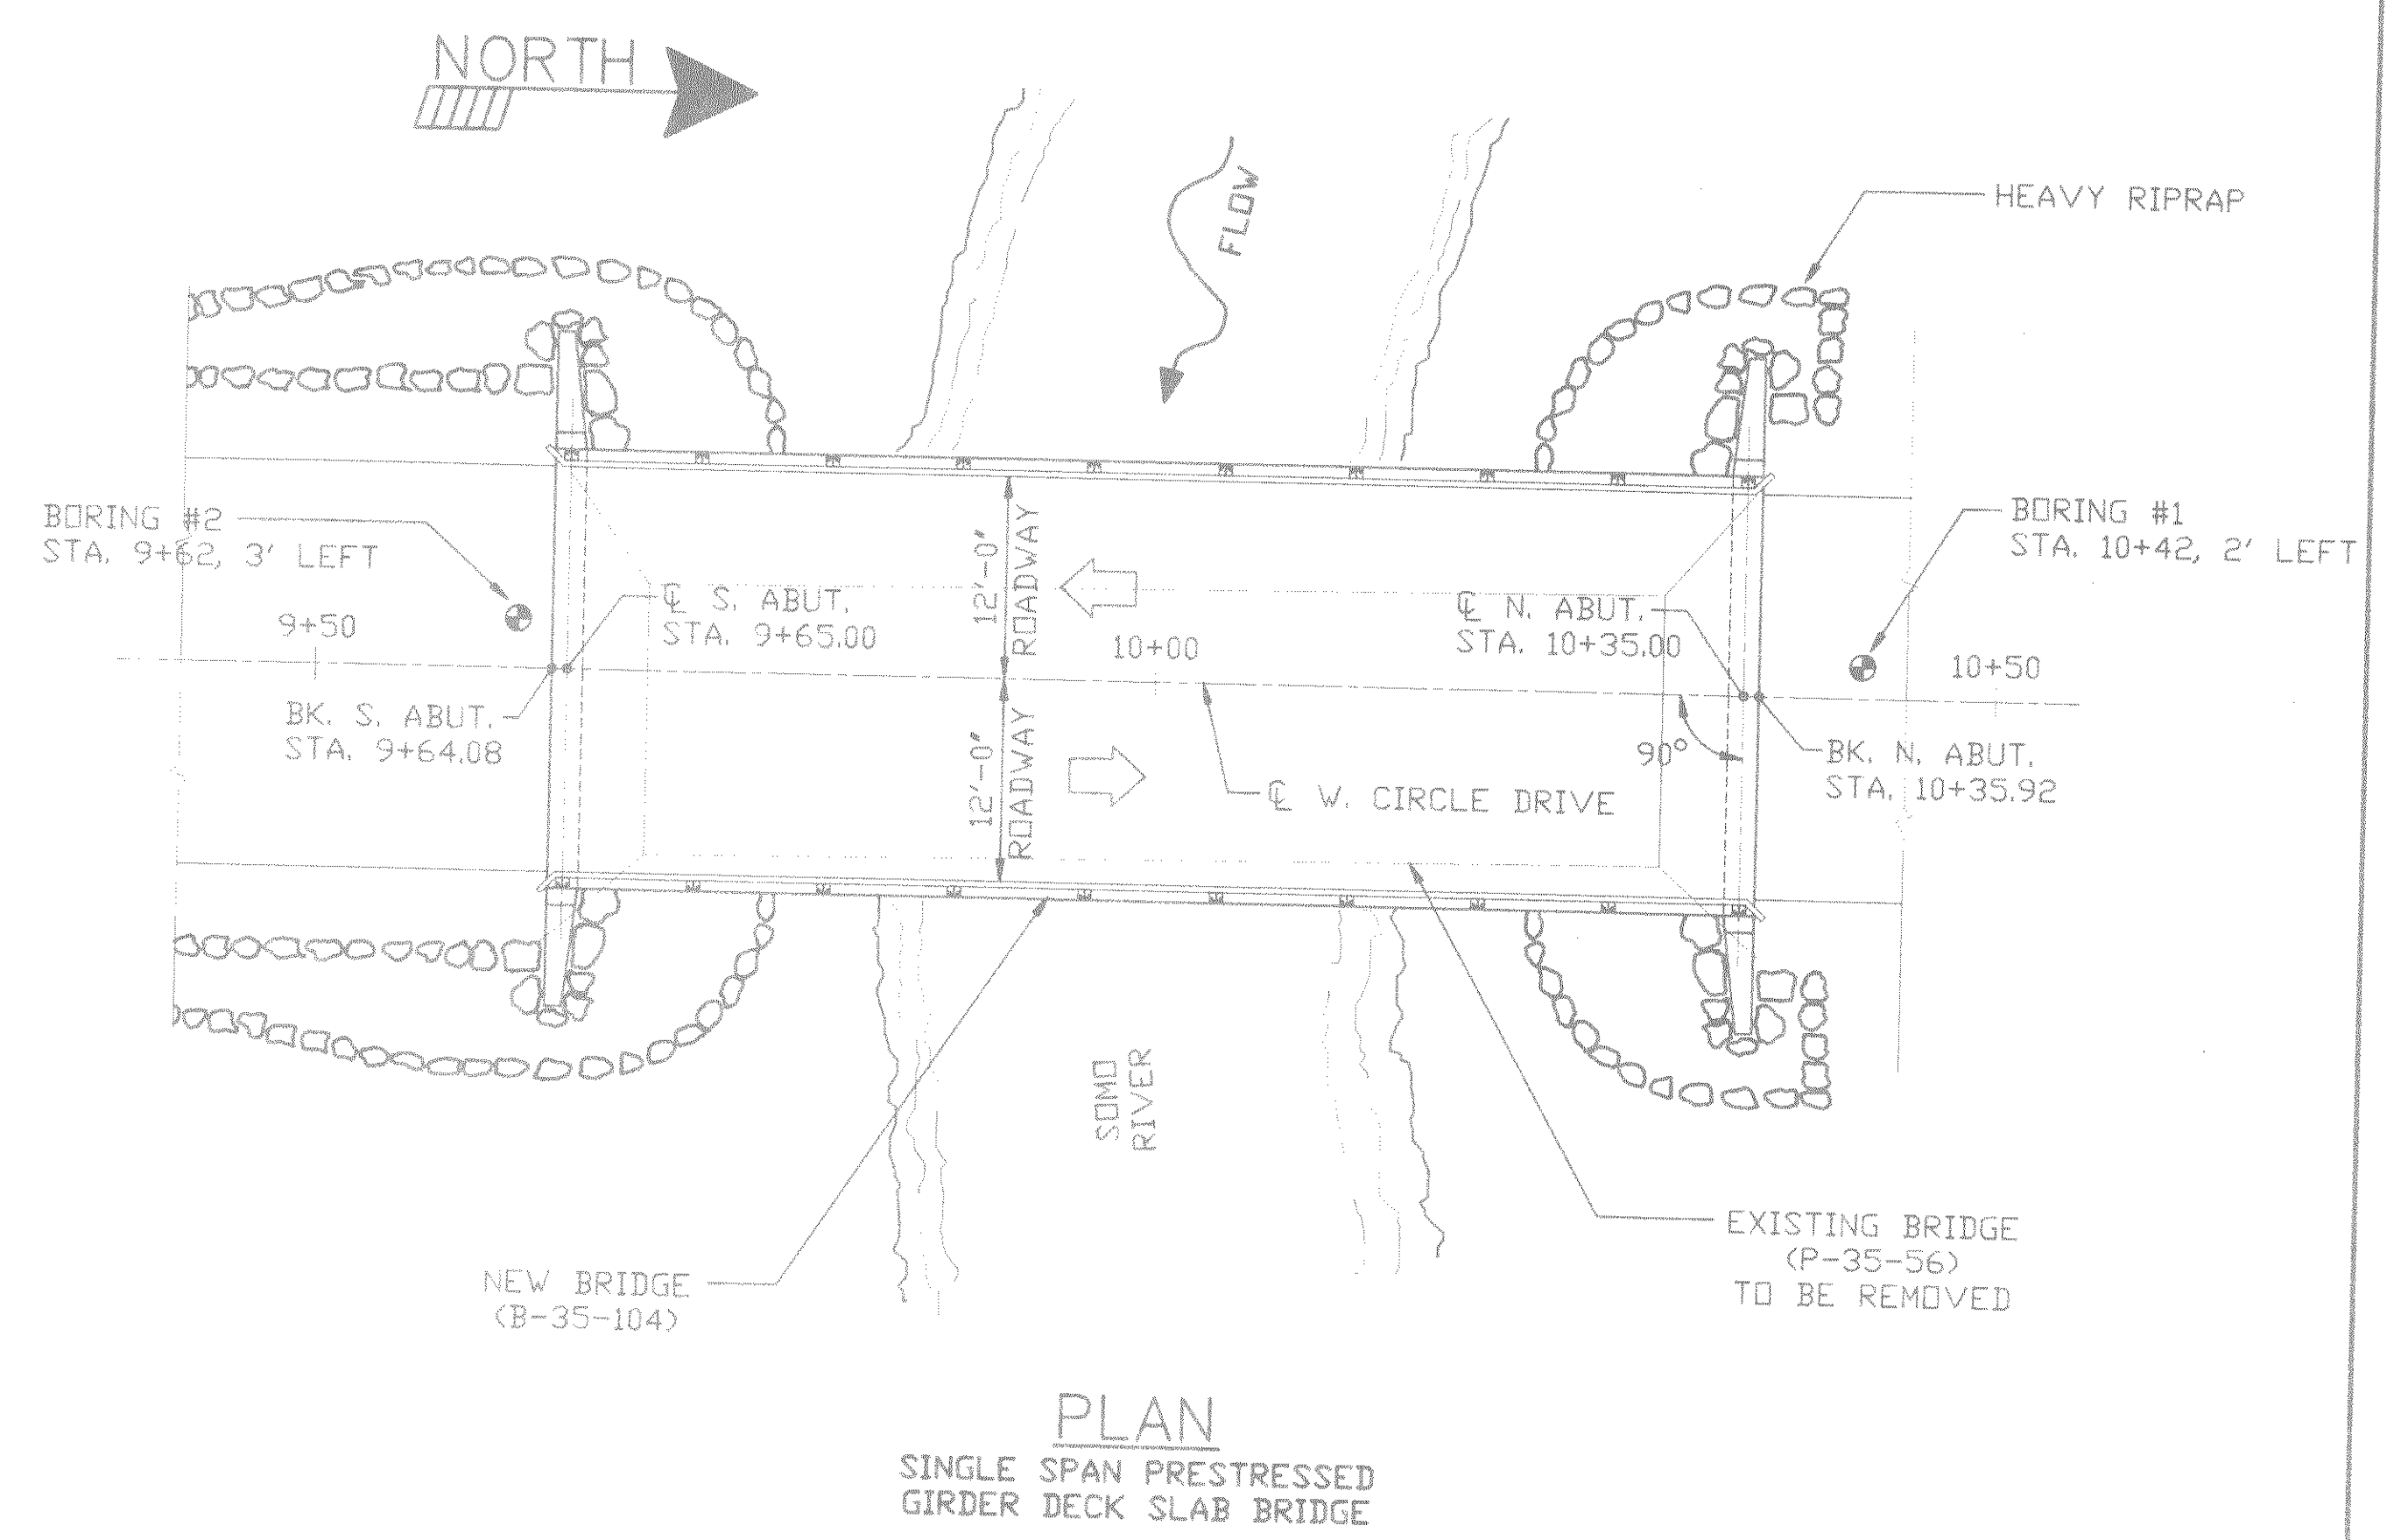 NORTH
FLOW
HEAVY RIPRAP
BORING #2
STA. 9+62, 3' LEFT
BORING #1
STA. 10+42, 2' LEFT
9+50
℄ S. ABUT.
STA. 9+65.00
12'-0"
ROADWAY
10+00
℄ N. ABUT.
STA. 10+35.00
10+50
BK. S. ABUT.
STA. 9+64.08
12'-0"
ROADWAY
90°
BK. N. ABUT.
STA. 10+35.92
℄ W. CIRCLE DRIVE
SOMO
RIVER
NEW BRIDGE
(B-35-104)
EXISTING BRIDGE
(P-35-56)
TO BE REMOVED
PLAN
SINGLE SPAN PRESTRESSED
GIRDER DECK SLAB BRIDGE